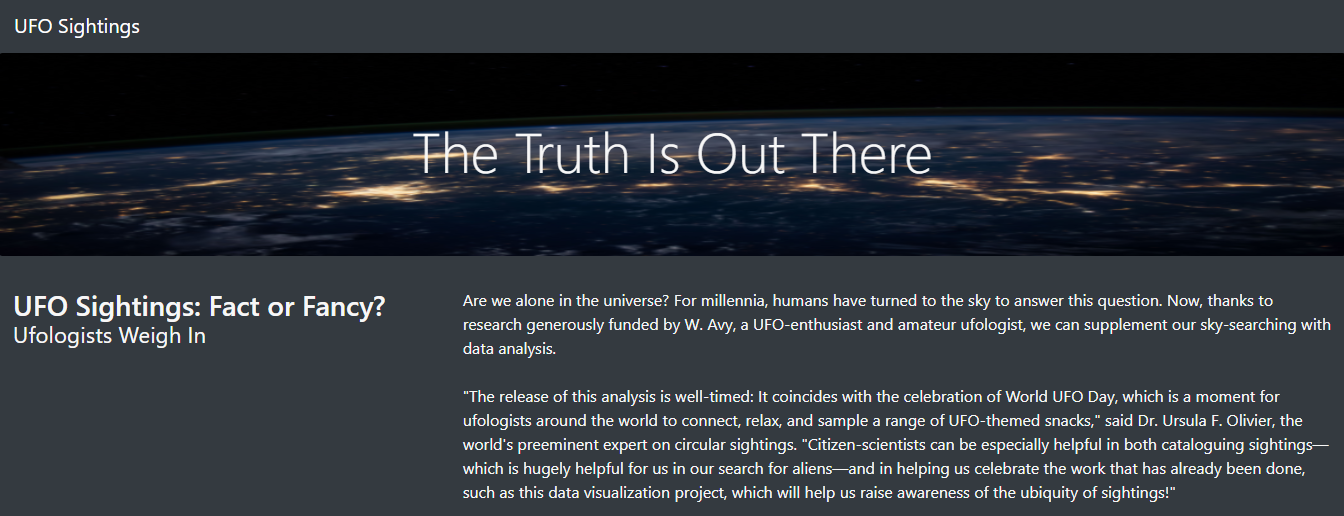 UFO Sightings
The Truth Is Out There
UFO Sightings: Fact or Fancy?
Ufologists Weigh In
Are we alone in the universe? For millennia, humans have turned to the sky to answer this question. Now, thanks to
research generously funded by W. Avy, a UFO-enthusiast and amateur ufologist, we can supplement our sky-searching with
data analysis.
"The release of this analysis is well-timed: It coincides with the celebration of World UFO Day, which is a moment for
ufologists around the world to connect, relax, and sample a range of UFO-themed snacks," said Dr. Ursula F. Olivier, the
world's preeminent expert on circular sightings. "Citizen-scientists can be especially helpful in both cataloguing sightings—
which is hugely helpful for us in our search for aliens—and in helping us celebrate the work that has already been done,
such as this data visualization project, which will help us raise awareness of the ubiquity of sightings!"